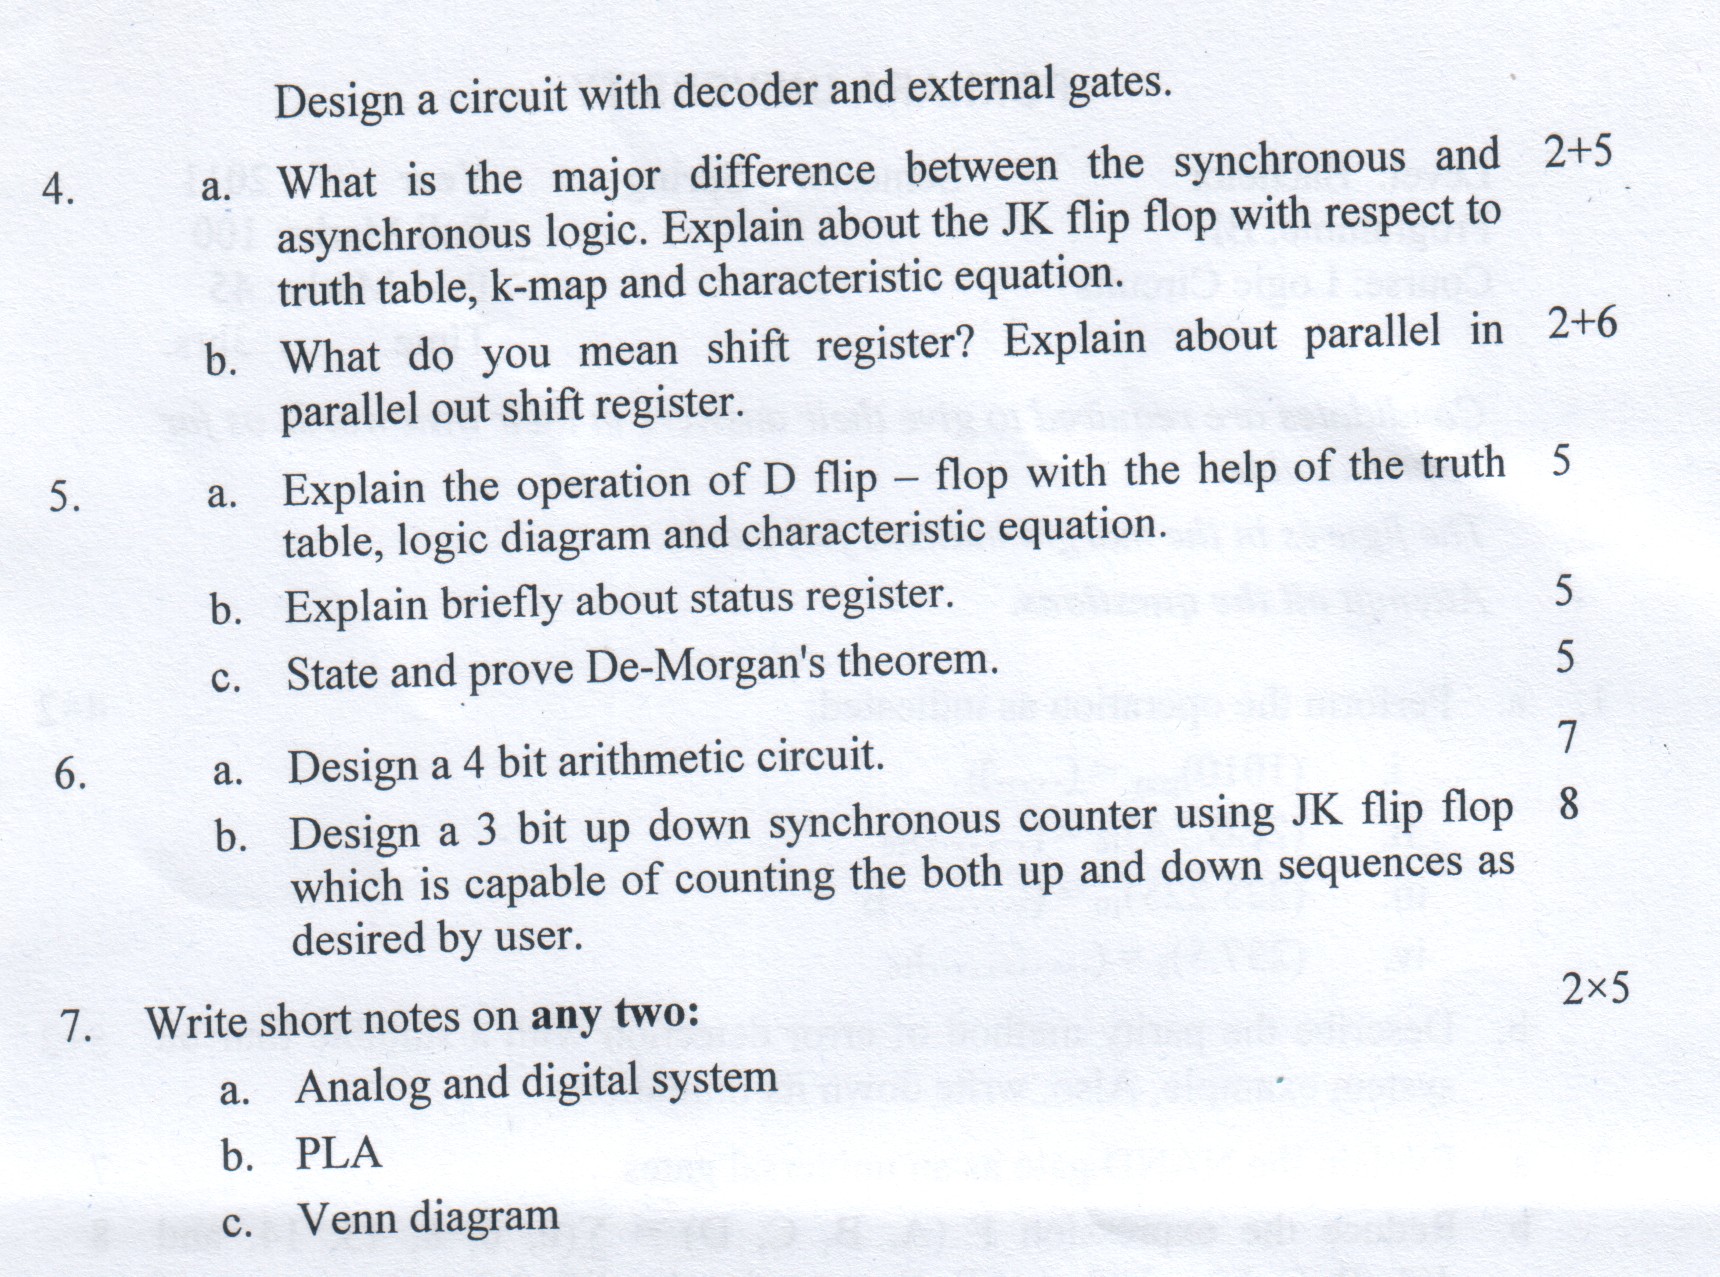 Design a circuit with decoder and external gates.
4. a. What is the major difference between the synchronous and 2+5
asynchronous logic. Explain about the JK flip flop with respect to
truth table, k-map and characteristic equation.
b. What do you mean shift register? Explain about parallel in 2+6
parallel out shift register.
5. a. Explain the operation of D flip – flop with the help of the truth 5
table, logic diagram and characteristic equation.
b. Explain briefly about status register. 5
c. State and prove De-Morgan's theorem. 5
6. a. Design a 4 bit arithmetic circuit. 7
b. Design a 3 bit up down synchronous counter using JK flip flop 8
which is capable of counting the both up and down sequences as
desired by user.
7. Write short notes on any two: 2×5
a. Analog and digital system
b. PLA
c. Venn diagram